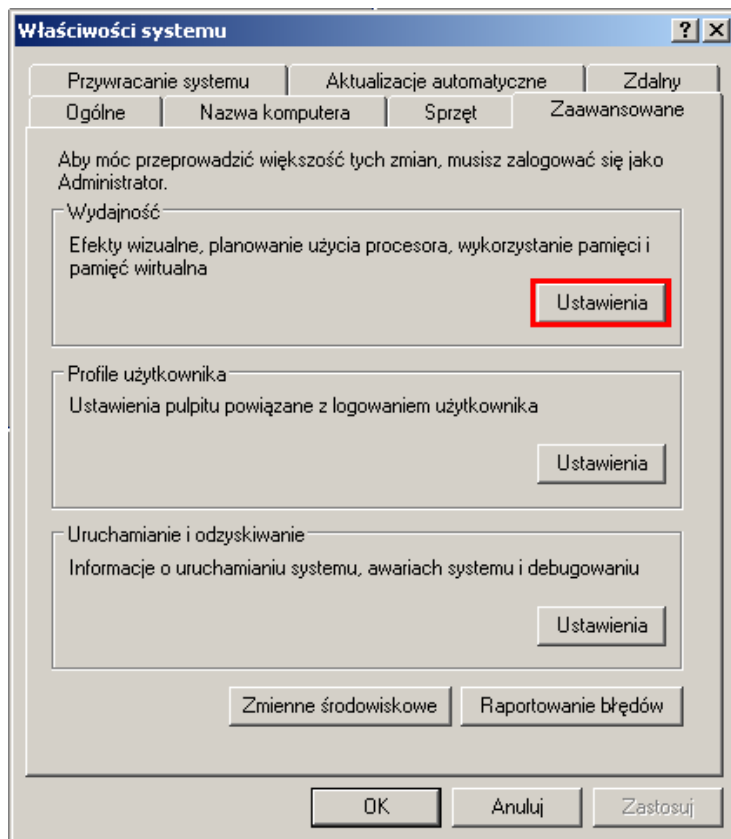 Właściwości systemu
Przywracanie systemu Aktualizacje automatyczne Zdalny
Ogólne Nazwa komputera Sprzęt Zaawansowane
Aby móc przeprowadzić większość tych zmian, musisz zalogować się jako
Administrator.
Wydajność
Efekty wizualne, planowanie użycia procesora, wykorzystanie pamięci i
pamięć wirtualna
Ustawienia
Profile użytkownika
Ustawienia pulpitu powiązane z logowaniem użytkownika
Ustawienia
Uruchamianie i odzyskiwanie
Informacje o uruchamianiu systemu, awariach systemu i debugowaniu
Ustawienia
Zmienne środowiskowe Raportowanie błędów
OK Anuluj Zastosuj